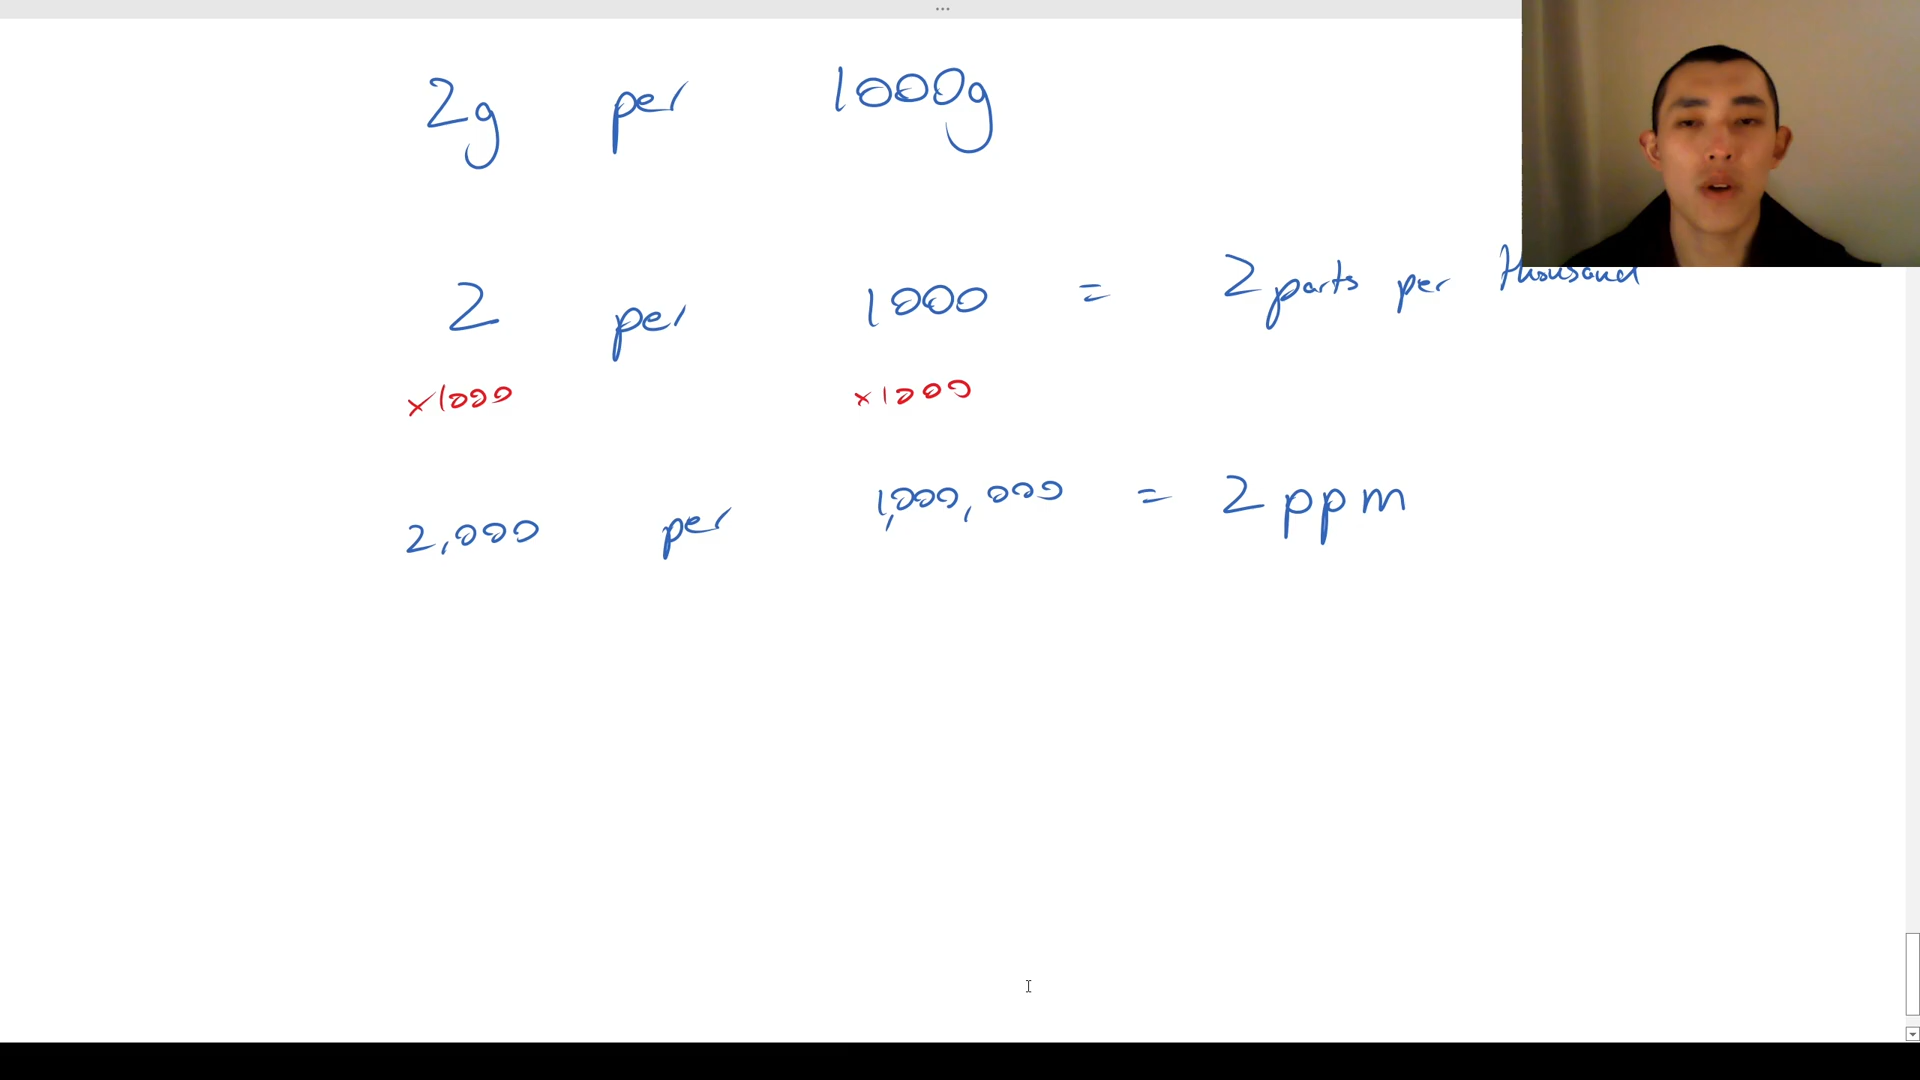 2g per 1000g
2 per 1000 = 2 parts per thousand
×1000 ×1000
2,000 per 1,000,000 = 2 ppm